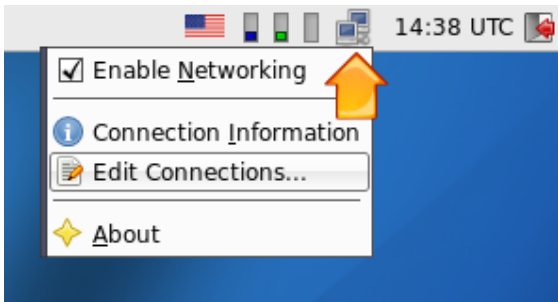 14:38 UTC
Enable Networking
Connection Information
Edit Connections...
About